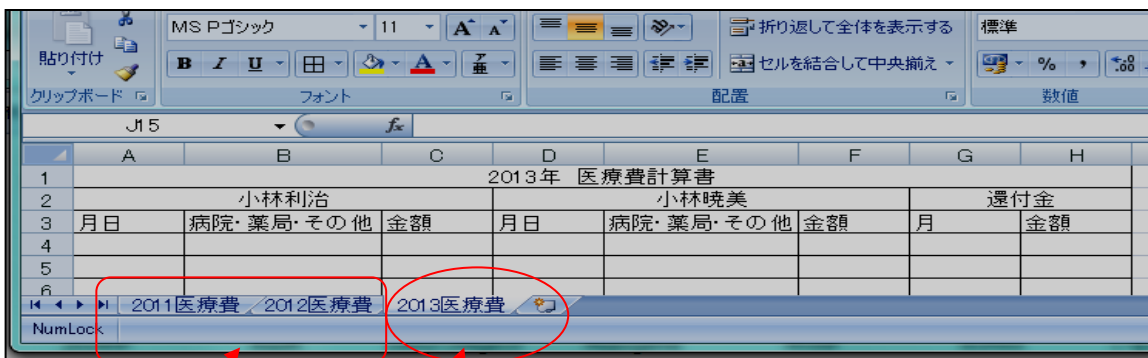 MS Pゴシック 11 A A 折り返して全体を表示する 標準
貼り付け B I U A ア亜 セルを結合して中央揃え % , .00
クリップボード フォント 配置 数値
J15 fx
A B C D E F G H
1 2013年 医療費計算書
2 小林利治 小林暁美 還付金
3 月日 病院・薬局・その他 金額 月日 病院・薬局・その他 金額 月 金額
4
5
6
2011医療費 2012医療費 2013医療費
NumLock